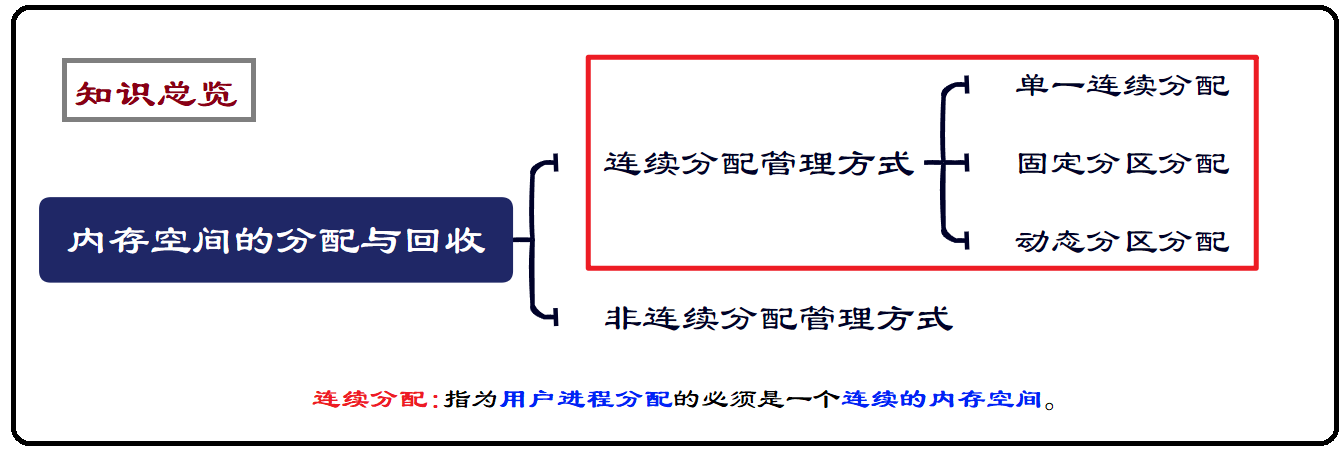 知识总览
内存空间的分配与回收
连续分配管理方式
单一连续分配
固定分区分配
动态分区分配
非连续分配管理方式
连续分配:指为用户进程分配的必须是一个连续的内存空间。